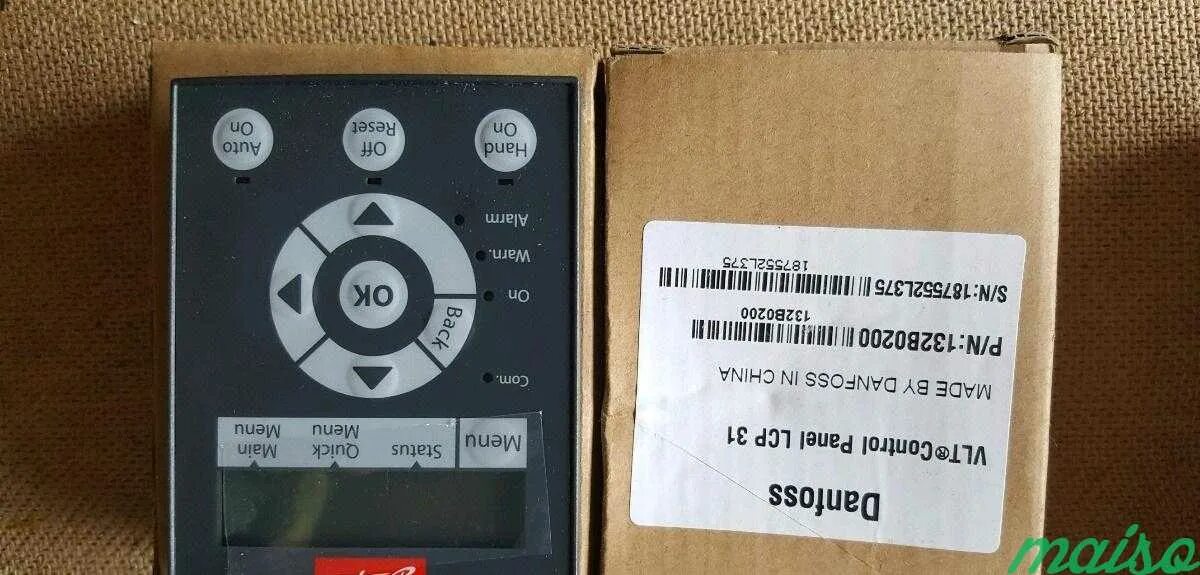 Menu
Status
Quick
Menu
Main
Menu
Com.
Back
OK
On
Warn.
Alarm
Hand
On
Off
Reset
Auto
On
Danfoss
VLT®Control Panel LCP 31
MADE BY DANFOSS IN CHINA
P/N:132B0200
132B0200
S/N:187552L375
187552L375
maiso